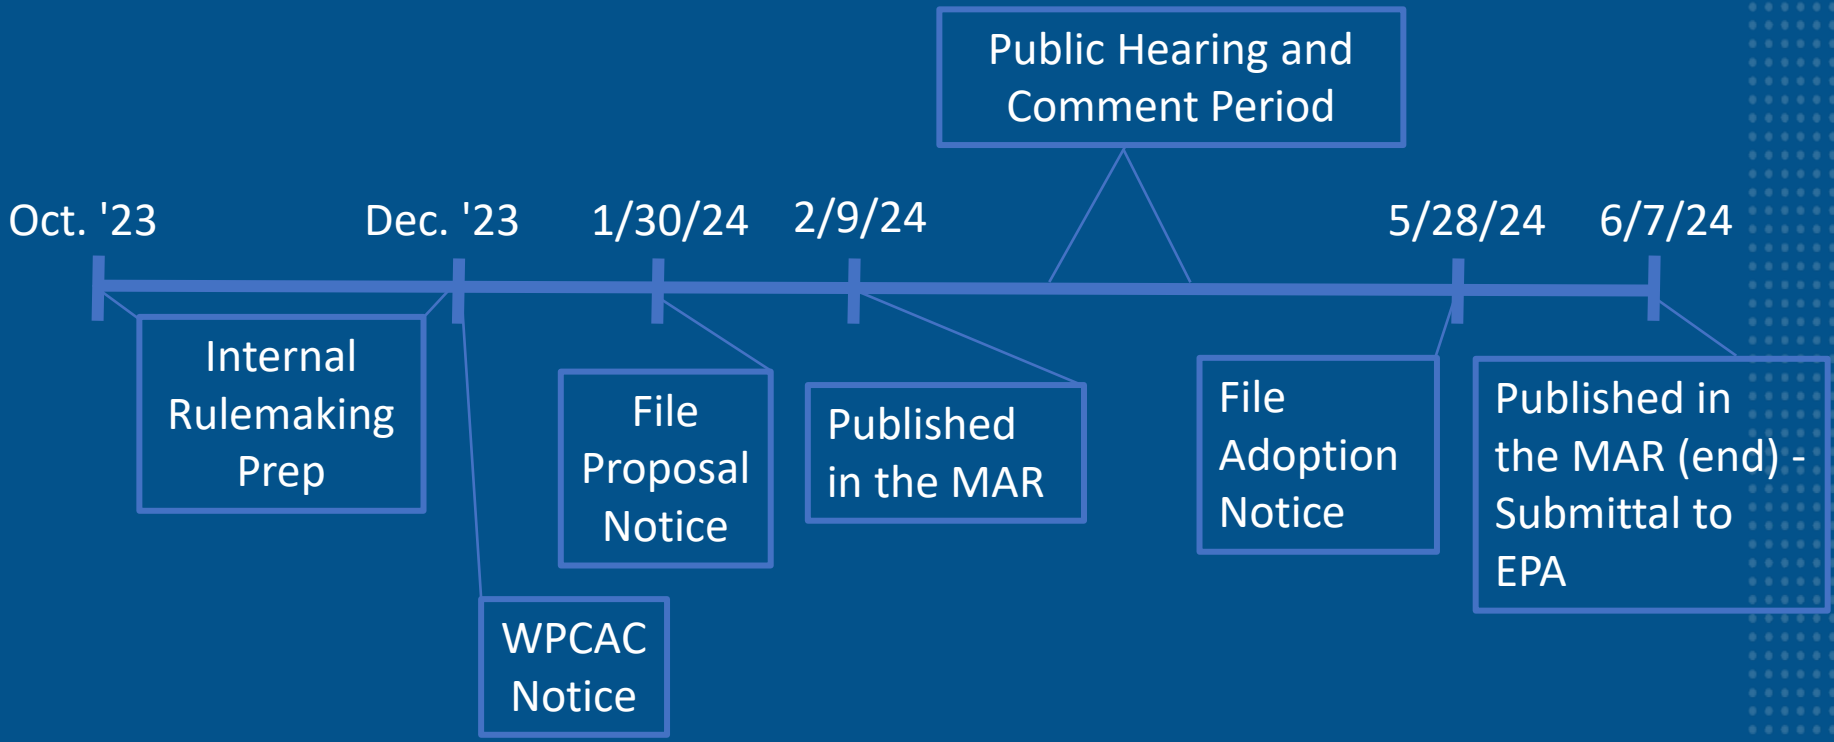 Public Hearing and
Comment Period
Oct. '23
Dec. '23
1/30/24
2/9/24
5/28/24
6/7/24
Internal
Rulemaking
Prep
WPCAC
Notice
File
Proposal
Notice
Published
in the MAR
File
Adoption
Notice
Published in
the MAR (end) -
Submittal to
EPA